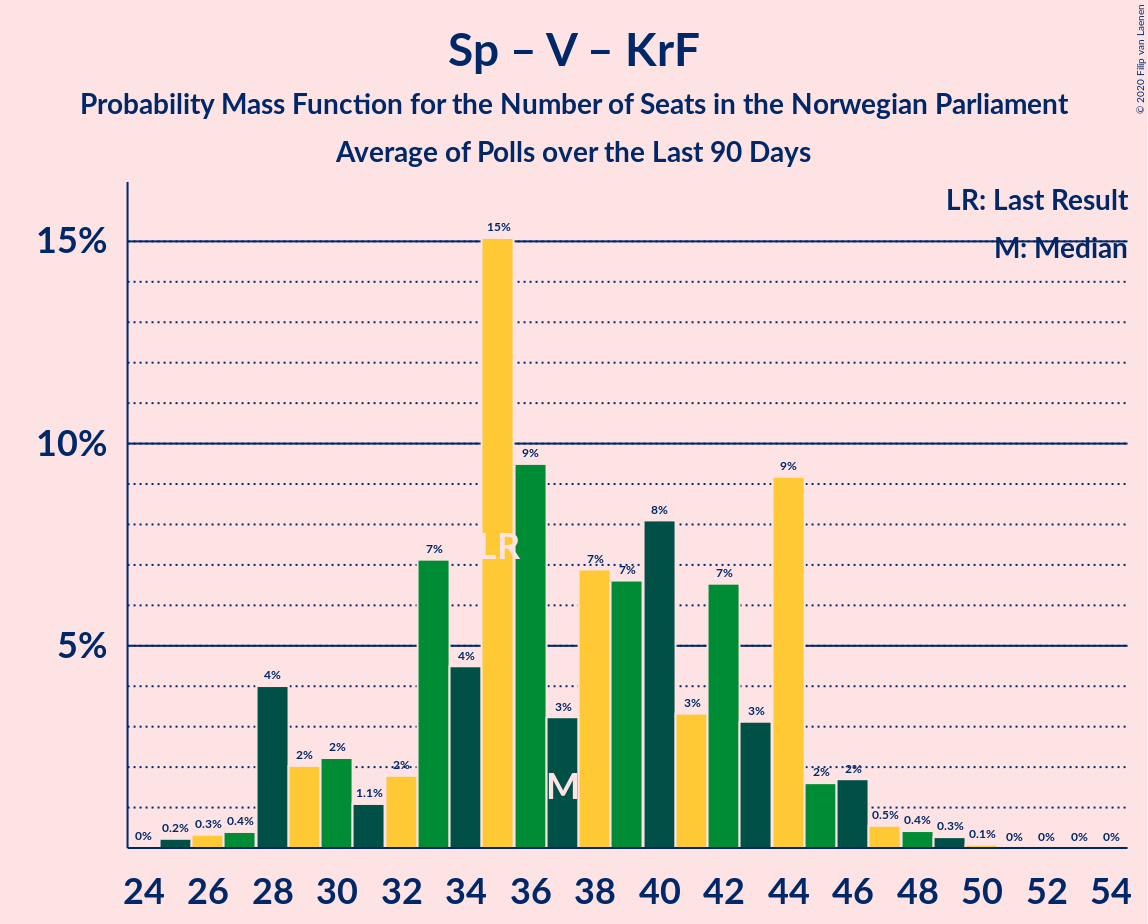 Sp – V – KrF
Probability Mass Function for the Number of Seats in the Norwegian Parliament
Average of Polls over the Last 90 Days
© 2020 Filip van Laenen
LR: Last Result
M: Median
15%
10%
5%
0% 0.2% 0.3% 0.4% 4% 2% 2% 1.1% 2% 7% 4% 15% 9% 3% 7% 7% 8% 3% 7% 3% 9% 2% 2% 0.5% 0.4% 0.3% 0.1% 0% 0% 0% 0%
LR
M
24 26 28 30 32 34 36 38 40 42 44 46 48 50 52 54